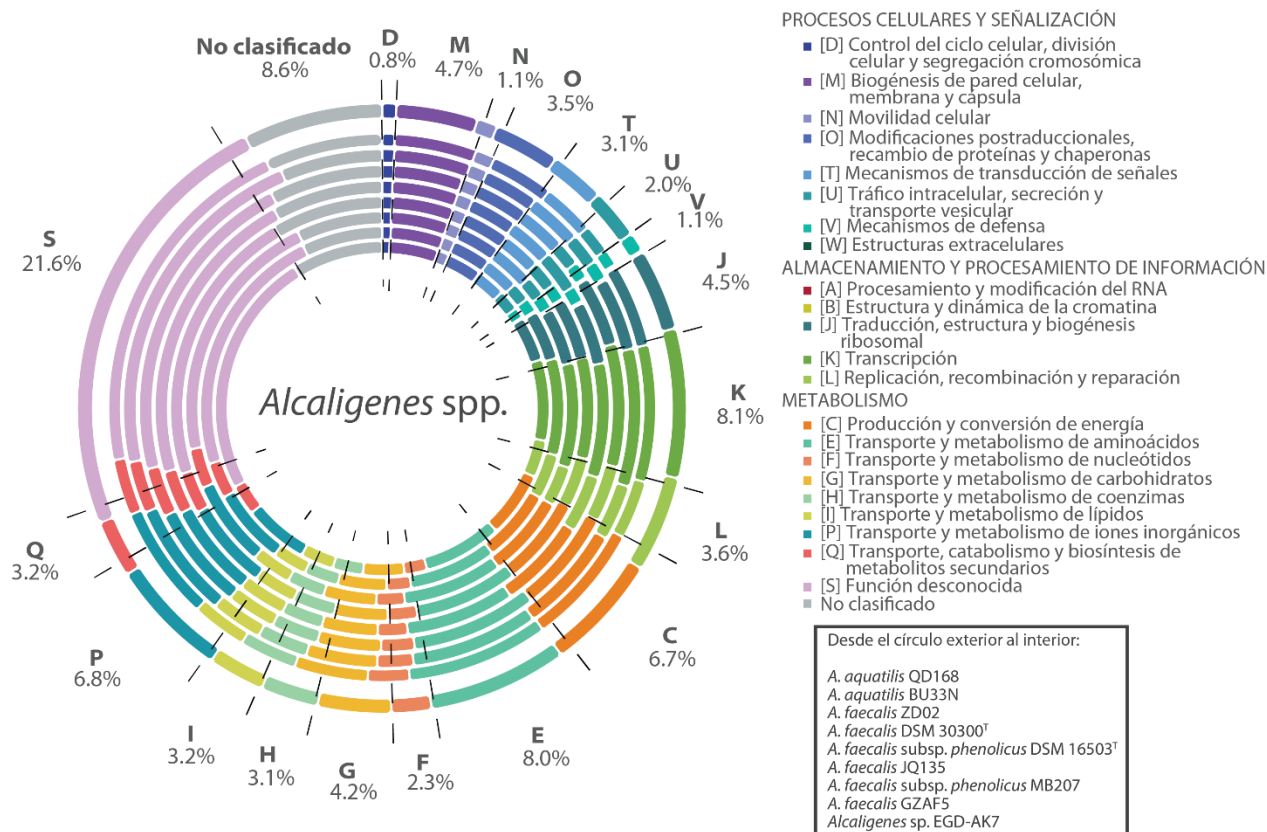 No clasificado
8.6%
D
0.8%
M
4.7%
N
1.1%
O
3.5%
T
3.1%
U
2.0%
V
1.1%
J
4.5%
K
8.1%
L
3.6%
C
6.7%
E
8.0%
F
2.3%
G
4.2%
H
3.1%
I
3.2%
P
6.8%
Q
3.2%
S
21.6%
Alcaligenes spp.
PROCESOS CELULARES Y SEÑALIZACIÓN
[D] Control del ciclo celular, división
celular y segregación cromosómica
[M] Biogénesis de pared celular,
membrana y cápsula
[N] Movilidad celular
[O] Modificaciones postraduccionales,
recambio de proteínas y chaperonas
[T] Mecanismos de transducción de señales
[U] Tráfico intracelular, secreción y
transporte vesicular
[V] Mecanismos de defensa
[W] Estructuras extracelulares
ALMACENAMIENTO Y PROCESAMIENTO DE INFORMACIÓN
[A] Procesamiento y modificación del RNA
[B] Estructura y dinámica de la cromatina
[J] Traducción, estructura y biogénesis
ribosomal
[K] Transcripción
[L] Replicación, recombinación y reparación
METABOLISMO
[C] Producción y conversión de energía
[E] Transporte y metabolismo de aminoácidos
[F] Transporte y metabolismo de nucleótidos
[G] Transporte y metabolismo de carbohidratos
[H] Transporte y metabolismo de coenzimas
[I] Transporte y metabolismo de lípidos
[P] Transporte y metabolismo de iones inorgánicos
[Q] Transporte, catabolismo y biosíntesis de
metabolitos secundarios
[S] Función desconocida
No clasificado
Desde el círculo exterior al interior:
A. aquatilis QD168
A. aquatilis BU33N
A. faecalis ZD02
A. faecalis DSM 30300ᵀ
A. faecalis subsp. phenolicus DSM 16503ᵀ
A. faecalis JQ135
A. faecalis subsp. phenolicus MB207
A. faecalis GZAF5
Alcaligenes sp. EGD-AK7